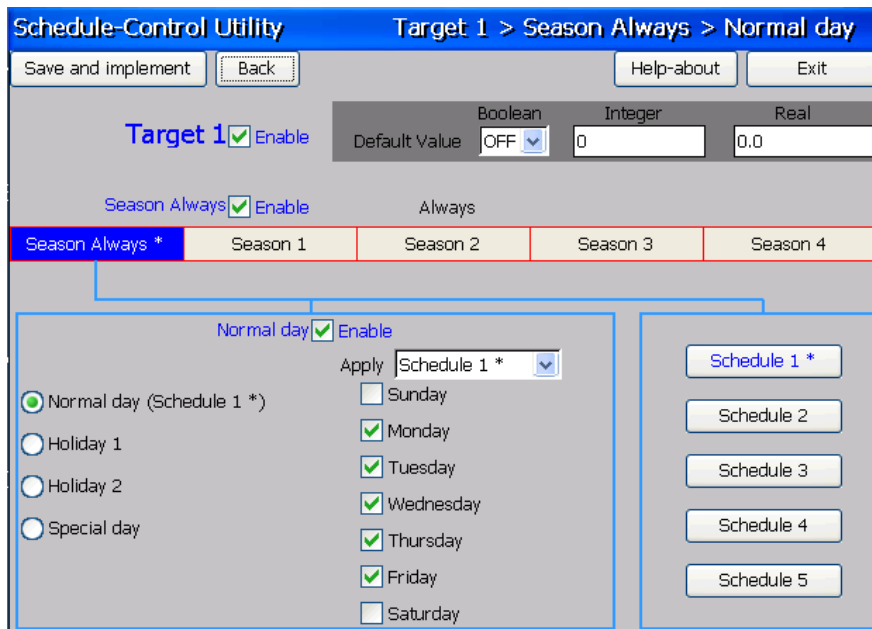 Schedule-Control Utility Target 1 > Season Always > Normal day
Save and implement Back Help-about Exit
Boolean Integer Real
Target 1 Enable Default Value OFF 0 0.0
Season Always Enable Always
Season Always * Season 1 Season 2 Season 3 Season 4
Normal day Enable
Apply Schedule 1 *
Normal day (Schedule 1 *)
Holiday 1
Holiday 2
Special day
Sunday
Monday
Tuesday
Wednesday
Thursday
Friday
Saturday
Schedule 1 *
Schedule 2
Schedule 3
Schedule 4
Schedule 5